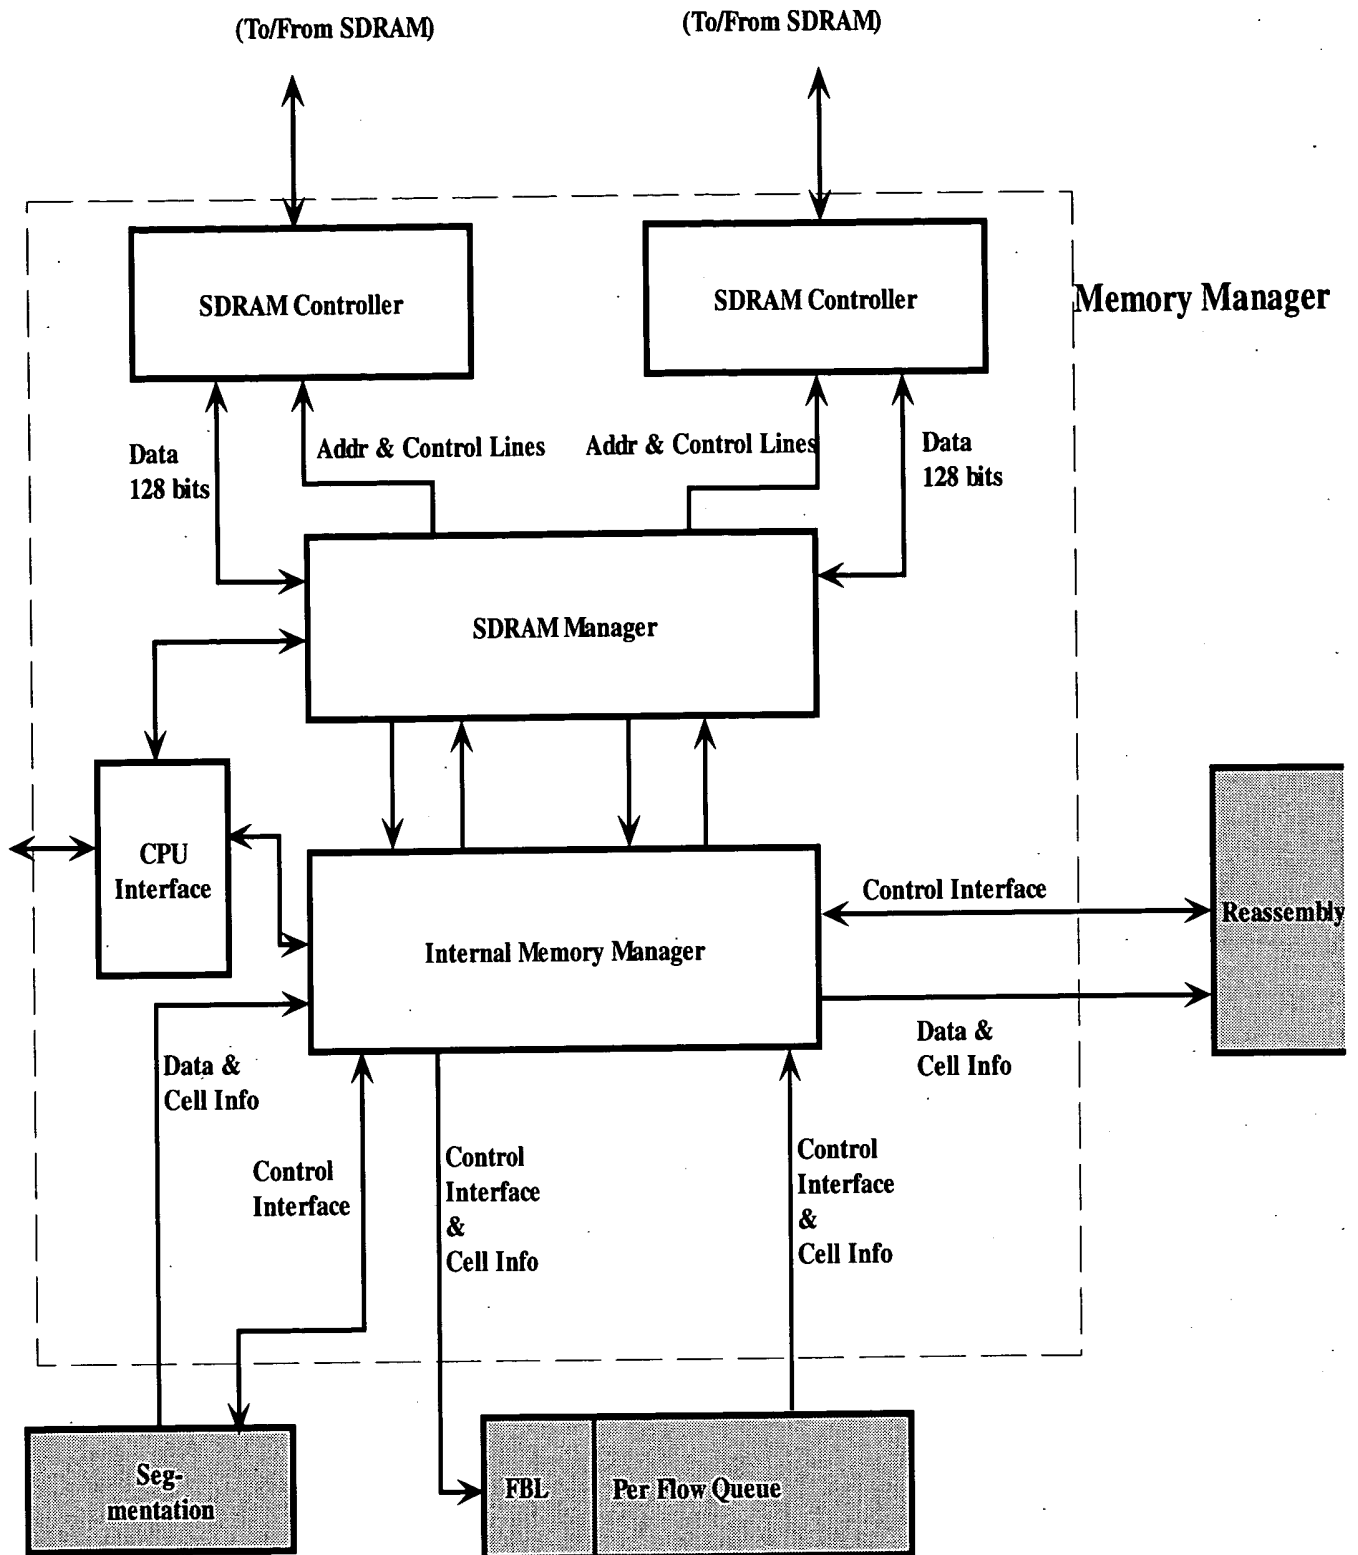 (To/From SDRAM)
(To/From SDRAM)
SDRAM Controller
SDRAM Controller
Memory Manager
Data
128 bits
Addr & Control Lines
Addr & Control Lines
Data
128 bits
SDRAM Manager
CPU
Interface
Internal Memory Manager
Control Interface
Reassembly
Data &
Cell Info
Data &
Cell Info
Control
Interface
Control
Interface
&
Cell Info
Control
Interface
&
Cell Info
Seg-
mentation
FBL
Per Flow Queue